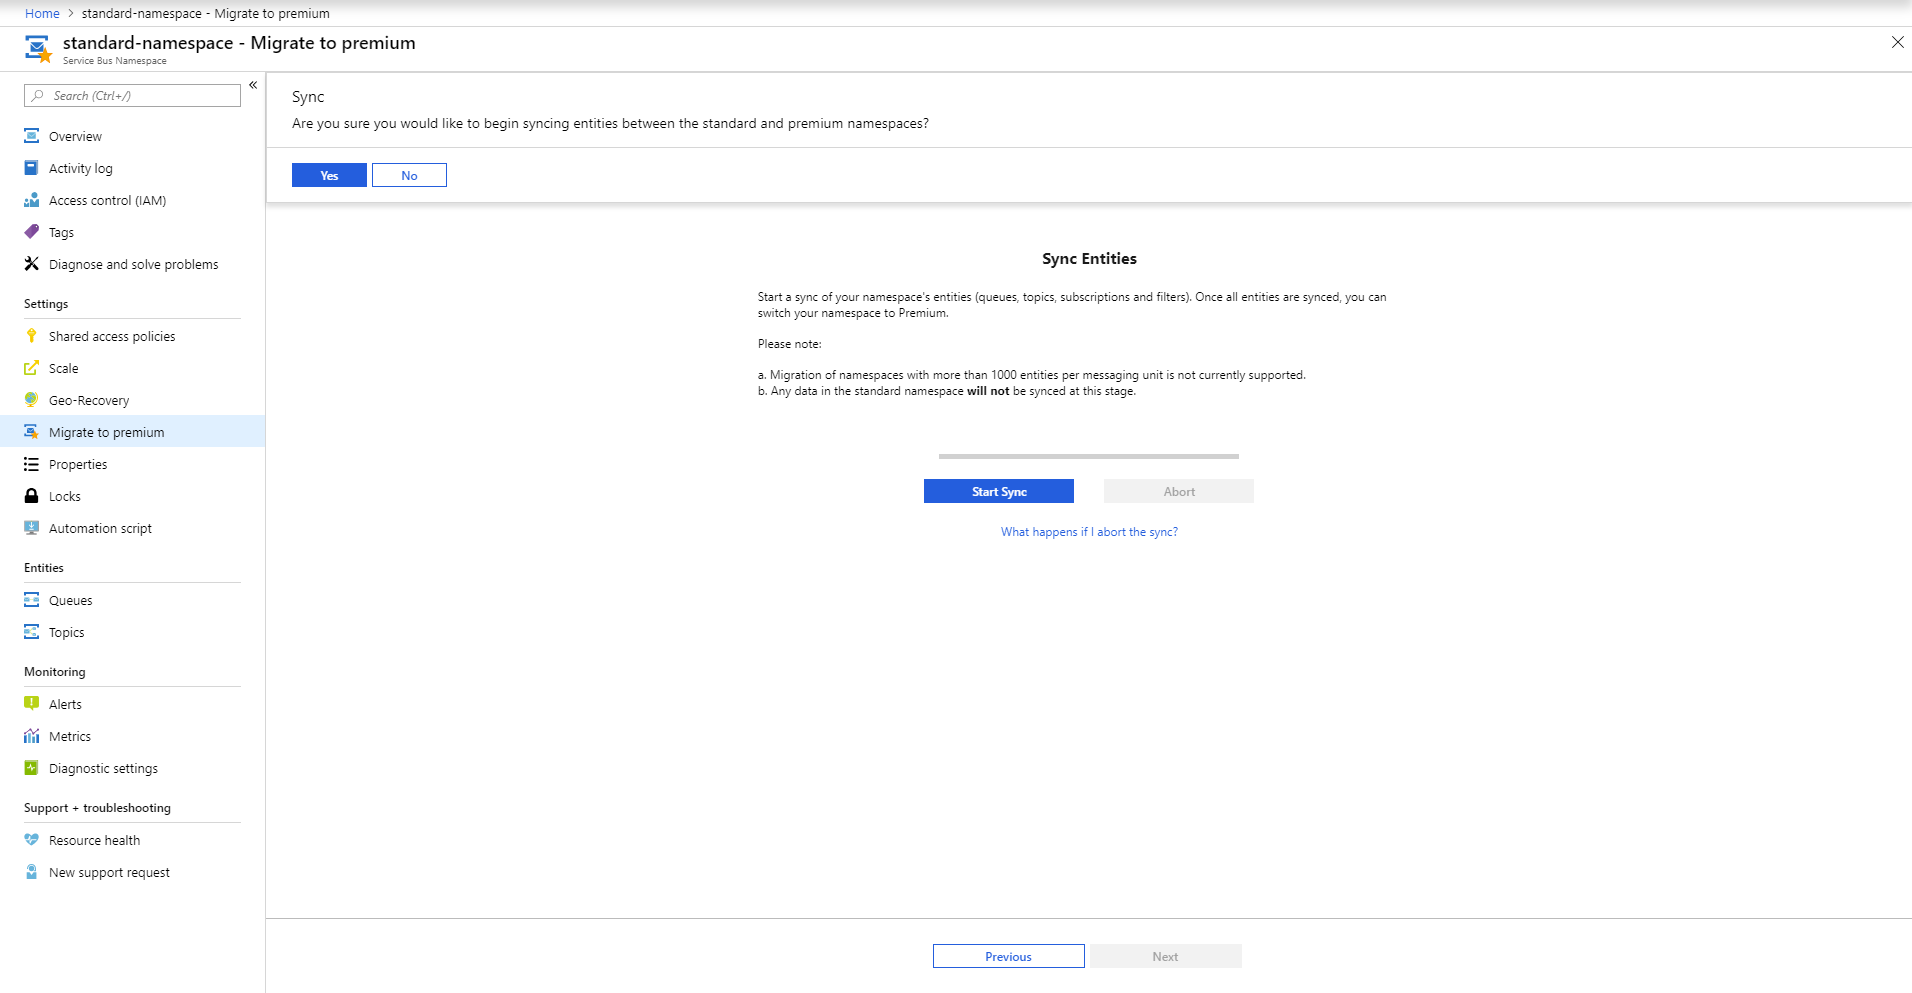 Home > standard-namespace - Migrate to premium
standard-namespace - Migrate to premium
Service Bus Namespace
Search (Ctrl+/)
«
Overview
Activity log
Access control (IAM)
Tags
Diagnose and solve problems
Settings
Shared access policies
Scale
Geo-Recovery
Migrate to premium
Properties
Locks
Automation script
Entities
Queues
Topics
Monitoring
Alerts
Metrics
Diagnostic settings
Support + troubleshooting
Resource health
New support request
Sync
Are you sure you would like to begin syncing entities between the standard and premium namespaces?
Yes No
Sync Entities
Start a sync of your namespace's entities (queues, topics, subscriptions and filters). Once all entities are synced, you can
switch your namespace to Premium.
Please note:
a. Migration of namespaces with more than 1000 entities per messaging unit is not currently supported.
b. Any data in the standard namespace will not be synced at this stage.
Start Sync Abort
What happens if I abort the sync?
Previous Next